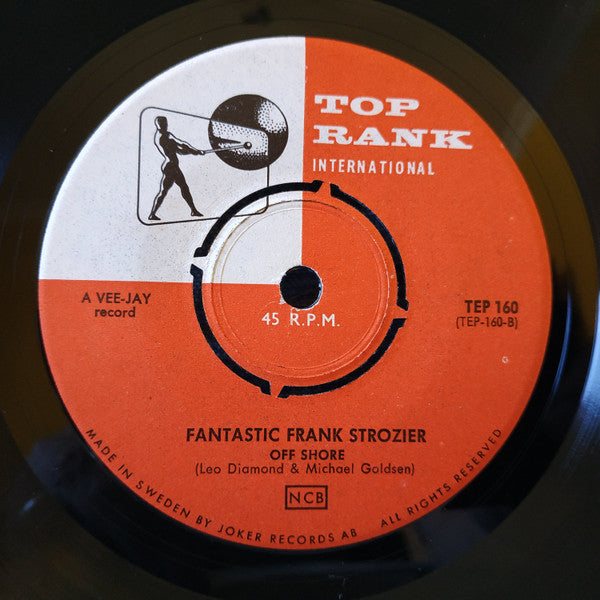 TOP
RANK
INTERNATIONAL
A VEE-JAY
record
TEP 160
(TEP-160-B)
45 R.P.M.
FANTASTIC FRANK STROZIER
OFF SHORE
(Leo Diamond & Michael Goldsen)
NCB
MADE IN SWEDEN BY JOKER RECORDS AB ALL RIGHTS RESERVED